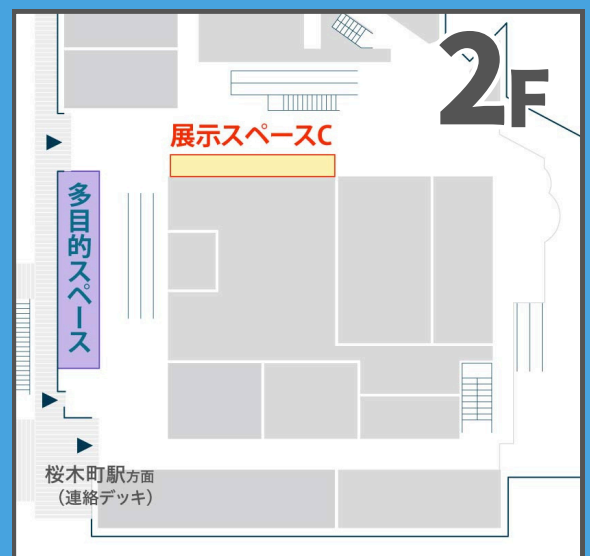 2F
展示スペースC
多目的スペース
桜木町駅方面
（連絡デッキ）